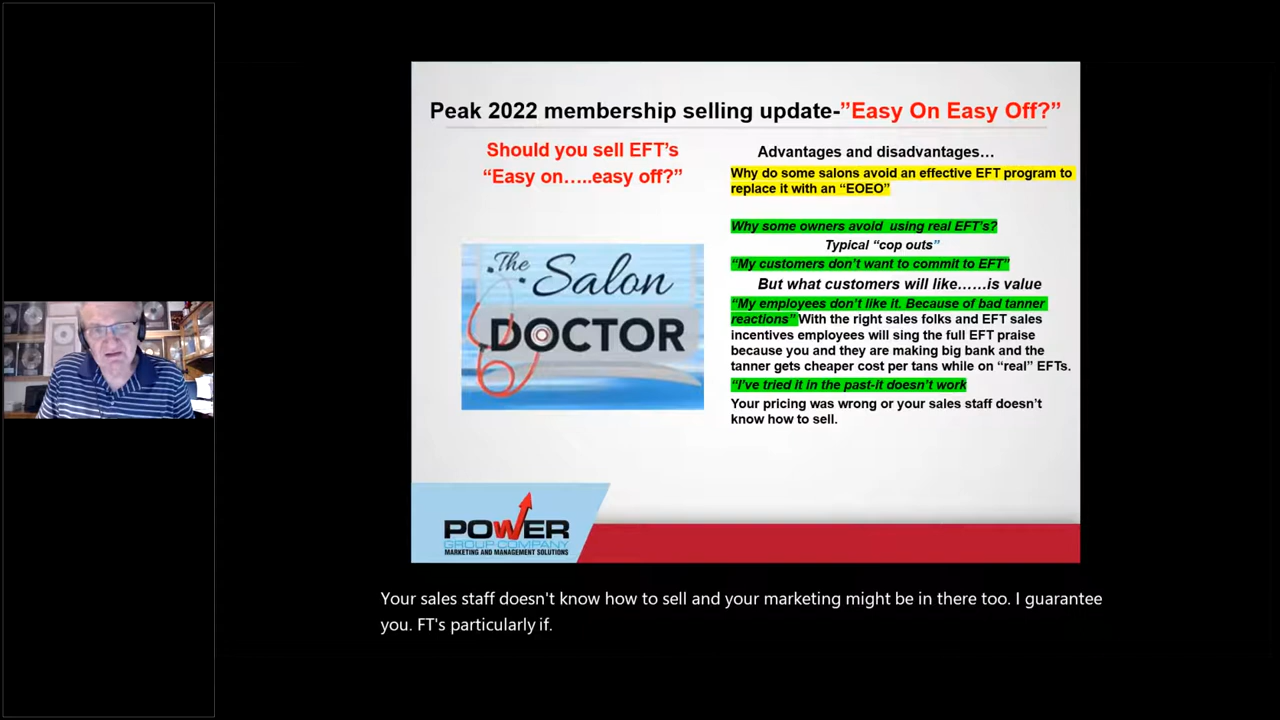 Peak 2022 membership selling update-”Easy On Easy Off?”
Should you sell EFT’s
“Easy on…..easy off?”
The Salon
DOCTOR
Advantages and disadvantages…
Why do some salons avoid an effective EFT program to
replace it with an “EOEO”
Why some owners avoid using real EFT’s?
Typical “cop outs”
“My customers don’t want to commit to EFT”
But what customers will like……is value
“My employees don’t like it. Because of bad tanner
reactions” With the right sales folks and EFT sales
incentives employees will sing the full EFT praise
because you and they are making big bank and the
tanner gets cheaper cost per tans while on “real” EFTs.
“I’ve tried it in the past-it doesn’t work
Your pricing was wrong or your sales staff doesn’t
know how to sell.
POWER
GROUP COMPANY
MARKETING AND MANAGEMENT SOLUTIONS
Your sales staff doesn't know how to sell and your marketing might be in there too. I guarantee
you. FT's particularly if.